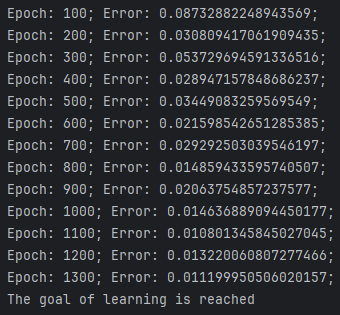 Epoch: 100; Error: 0.08732882248943569;
Epoch: 200; Error: 0.030809417061909435;
Epoch: 300; Error: 0.053729694591336516;
Epoch: 400; Error: 0.028947157848686237;
Epoch: 500; Error: 0.03449083259569549;
Epoch: 600; Error: 0.021598542651285385;
Epoch: 700; Error: 0.029292503039546197;
Epoch: 800; Error: 0.014859433595740507;
Epoch: 900; Error: 0.02063754857237577;
Epoch: 1000; Error: 0.014636889094450177;
Epoch: 1100; Error: 0.010801345845027045;
Epoch: 1200; Error: 0.013220060807277466;
Epoch: 1300; Error: 0.011199950506020157;
The goal of learning is reached